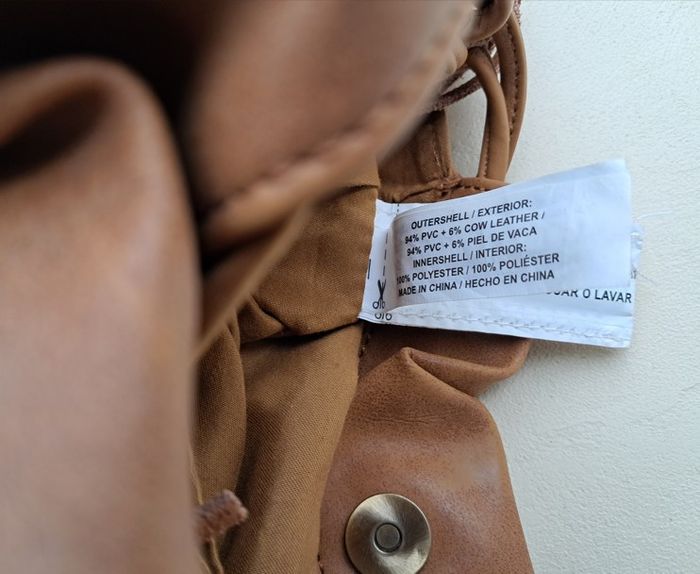 OUTERSHELL / EXTERIOR:
94% PVC + 6% COW LEATHER /
94% PVC + 6% PIEL DE VACA
INNERSHELL / INTERIOR:
100% POLYESTER / 100% POLIÉSTER
MADE IN CHINA / HECHO EN CHINA
O LAVAR